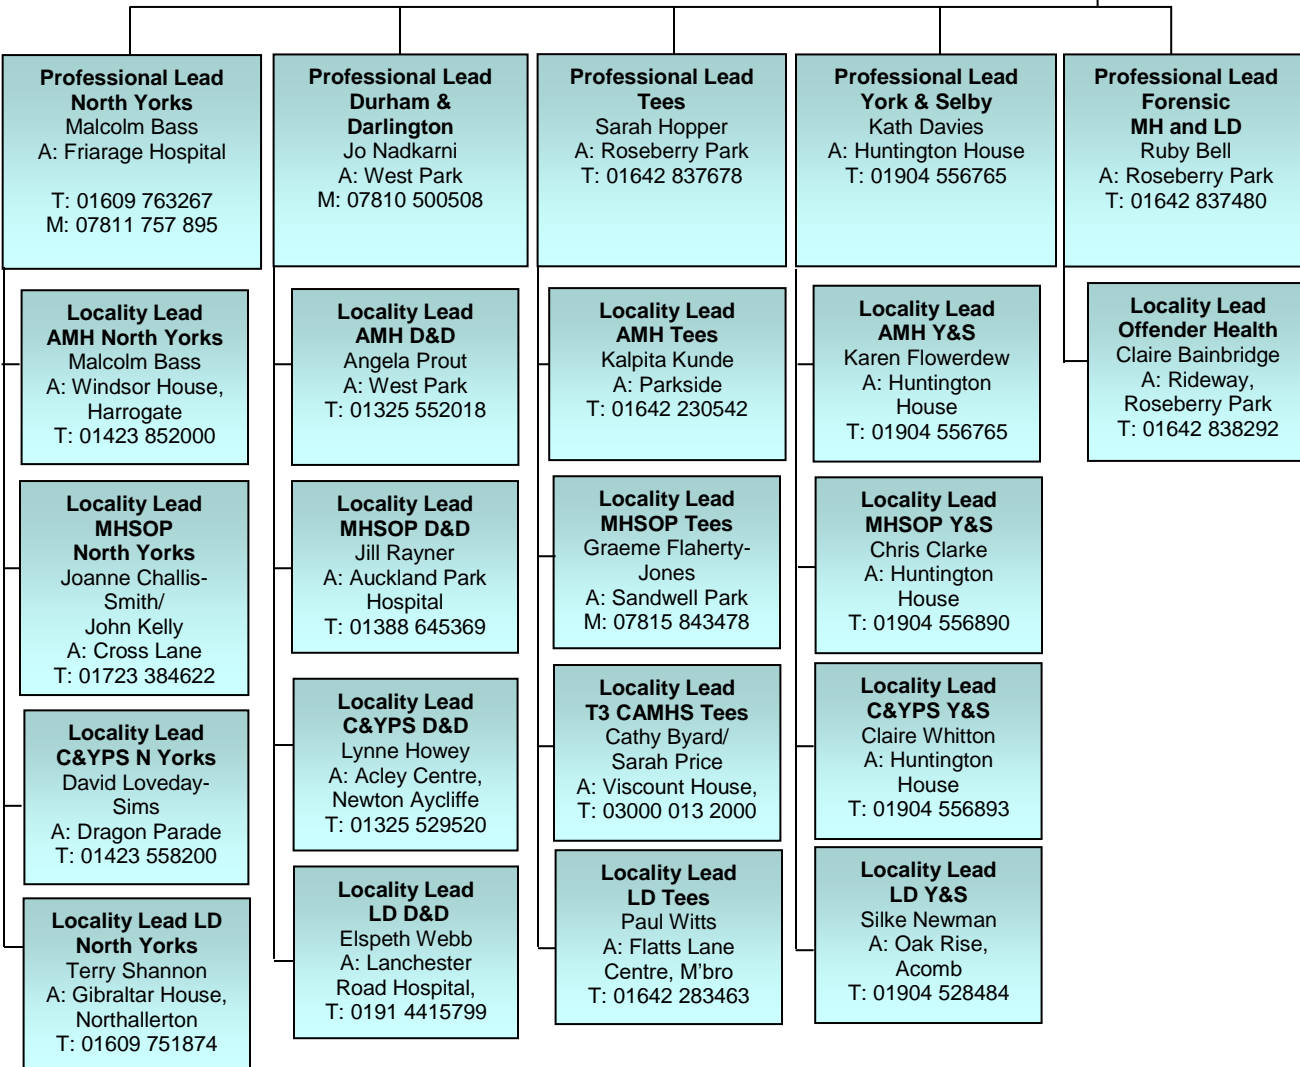 Professional Lead
North Yorks
Malcolm Bass
A: Friarage Hospital
T: 01609 763267
M: 07811 757 895
Professional Lead
Durham &
Darlington
Jo Nadkarni
A: West Park
M: 07810 500508
Professional Lead
Tees
Sarah Hopper
A: Roseberry Park
T: 01642 837678
Professional Lead
York & Selby
Kath Davies
A: Huntington House
T: 01904 556765
Professional Lead
Forensic
MH and LD
Ruby Bell
A: Roseberry Park
T: 01642 837480
Locality Lead
AMH North Yorks
Malcolm Bass
A: Windsor House,
Harrogate
T: 01423 852000
Locality Lead
AMH D&D
Angela Prout
A: West Park
T: 01325 552018
Locality Lead
AMH Tees
Kalpita Kunde
A: Parkside
T: 01642 230542
Locality Lead
AMH Y&S
Karen Flowerdew
A: Huntington
House
T: 01904 556765
Locality Lead
Offender Health
Claire Bainbridge
A: Rideway,
Roseberry Park
T: 01642 838292
Locality Lead
MHSOP
North Yorks
Joanne Challis-
Smith/
John Kelly
A: Cross Lane
T: 01723 384622
Locality Lead
MHSOP D&D
Jill Rayner
A: Auckland Park
Hospital
T: 01388 645369
Locality Lead
MHSOP Tees
Graeme Flaherty-
Jones
A: Sandwell Park
M: 07815 843478
Locality Lead
MHSOP Y&S
Chris Clarke
A: Huntington
House
T: 01904 556890
Locality Lead
C&YPS N Yorks
David Loveday-
Sims
A: Dragon Parade
T: 01423 558200
Locality Lead
C&YPS D&D
Lynne Howey
A: Acley Centre,
Newton Aycliffe
T: 01325 529520
Locality Lead
T3 CAMHS Tees
Cathy Byard/
Sarah Price
A: Viscount House,
T: 03000 013 2000
Locality Lead
C&YPS Y&S
Claire Whitton
A: Huntington
House
T: 01904 556893
Locality Lead LD
North Yorks
Terry Shannon
A: Gibraltar House,
Northallerton
T: 01609 751874
Locality Lead
LD D&D
Elspeth Webb
A: Lanchester
Road Hospital,
T: 0191 4415799
Locality Lead
LD Tees
Paul Witts
A: Flatts Lane
Centre, M'bro
T: 01642 283463
Locality Lead
LD Y&S
Silke Newman
A: Oak Rise,
Acomb
T: 01904 528484